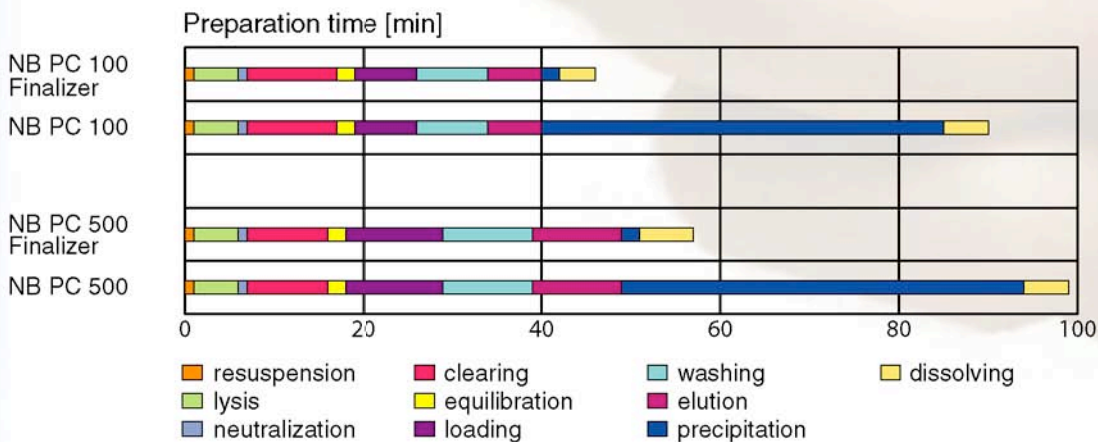 Preparation time [min]
NB PC 100
Finalizer
NB PC 100
NB PC 500
Finalizer
NB PC 500
0 20 40 60 80 100
resuspension clearing washing dissolving
lysis equilibration elution
neutralization loading precipitation